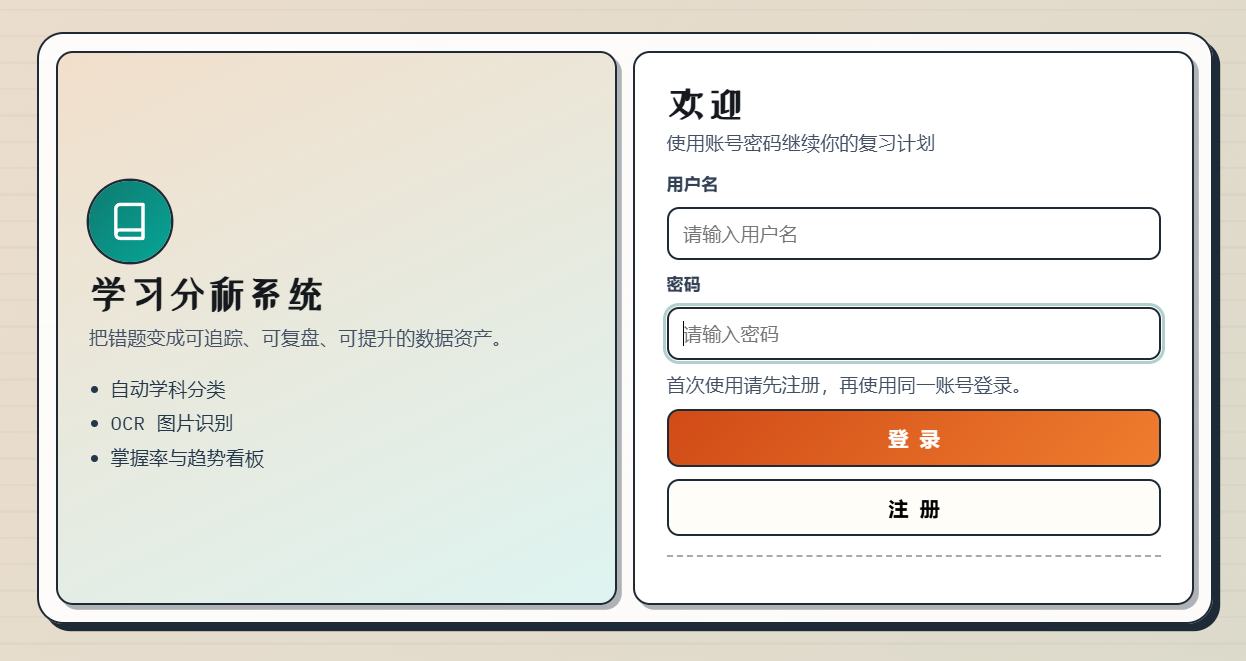 学习分析系统
把错题变成可追踪、可复盘、可提升的数据资产。
自动学科分类
OCR 图片识别
掌握率与趋势看板
欢迎
使用账号密码继续你的复习计划
用户名
请输入用户名
密码
请输入密码
首次使用请先注册，再使用同一账号登录。
登 录
注 册